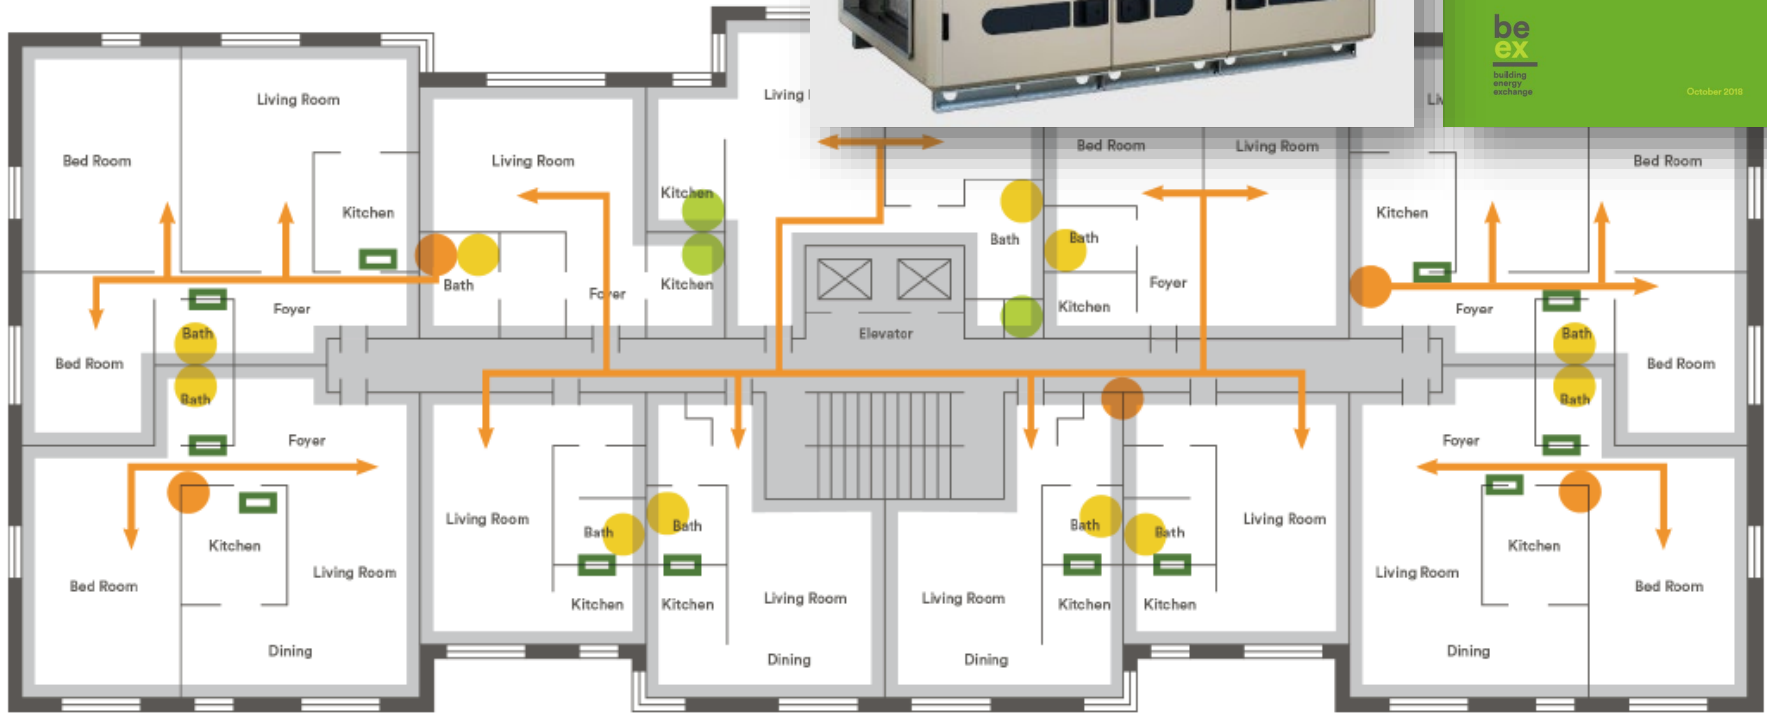 be
ex
building
energy
exchange
October 2018
Living Room
Living
Bed Room
Living Room
Bed Room
Living Room
Bed Room
Kitchen
Kitchen
Kitchen
Bath
Bath
Bath
Kitchen
Foyer
Foyer
Kitchen
Foyer
Kitchen
Foyer
Bath
Elevator
Bath
Bed Room
Bed Room
Bath
Bath
Foyer
Foyer
Living Room
Bath
Bath
Bath
Bath
Living Room
Kitchen
Kitchen
Bed Room
Living Room
Living Room
Living Room
Living Room
Bed Room
Kitchen
Kitchen
Kitchen
Kitchen
Dining
Dining
Dining
Dining